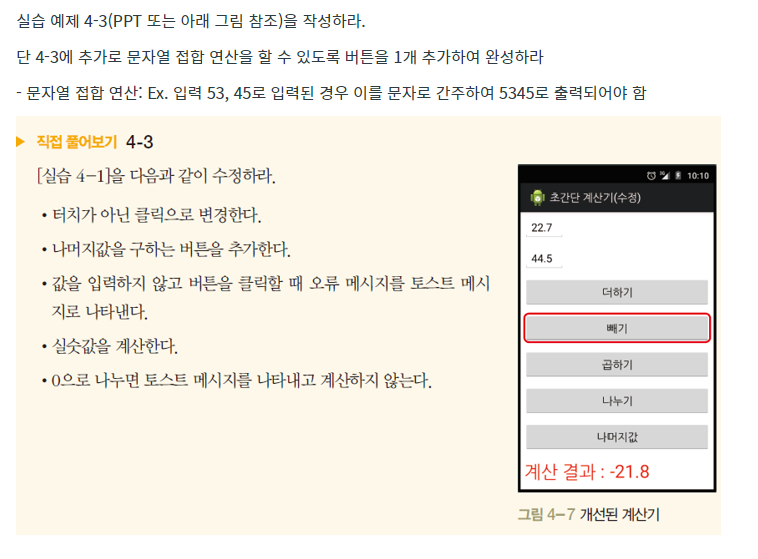 실습 예제 4-3(PPT 또는 아래 그림 참조)을 작성하라.
단 4-3에 추가로 문자열 접합 연산을 할 수 있도록 버튼을 1개 추가하여 완성하라
- 문자열 접합 연산: Ex. 입력 53, 45로 입력된 경우 이를 문자로 간주하여 5345로 출력되어야 함
▶ 직접 풀어보기 4-3
[실습 4-1]을 다음과 같이 수정하라.
• 터치가 아닌 클릭으로 변경한다.
• 나머지값을 구하는 버튼을 추가한다.
• 값을 입력하지 않고 버튼을 클릭할 때 오류 메시지를 토스트 메시
지로 나타낸다.
• 실숫값을 계산한다.
• 0으로 나누면 토스트 메시지를 나타내고 계산하지 않는다.
3G 10:10
초간단 계산기(수정)
22.7
44.5
더하기
빼기
곱하기
나누기
나머지값
계산 결과 : -21.8
그림 4-7 개선된 계산기